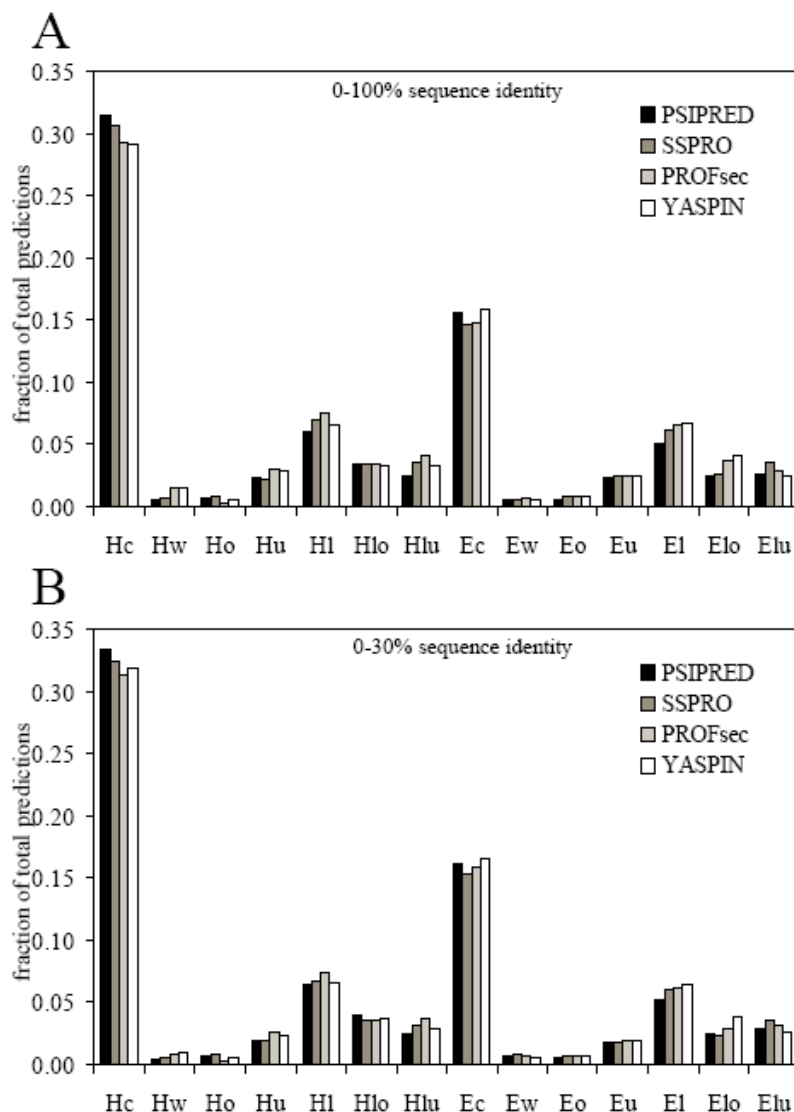 A
0.35
0-100% sequence identity
PSIPRED
0.30
SSPRO
PROFsec
0.25
YASPIN
0.20
0.15
0.10
0.05
0.00
fraction of total predictions
Hc Hw Ho Hu Hl Hlo Hlu Ec Ew Eo Eu El Elo Elu
B
0.35
0-30% sequence identity
PSIPRED
0.30
SSPRO
PROFsec
0.25
YASPIN
0.20
0.15
0.10
0.05
0.00
fraction of total predictions
Hc Hw Ho Hu Hl Hlo Hlu Ec Ew Eo Eu El Elo Elu